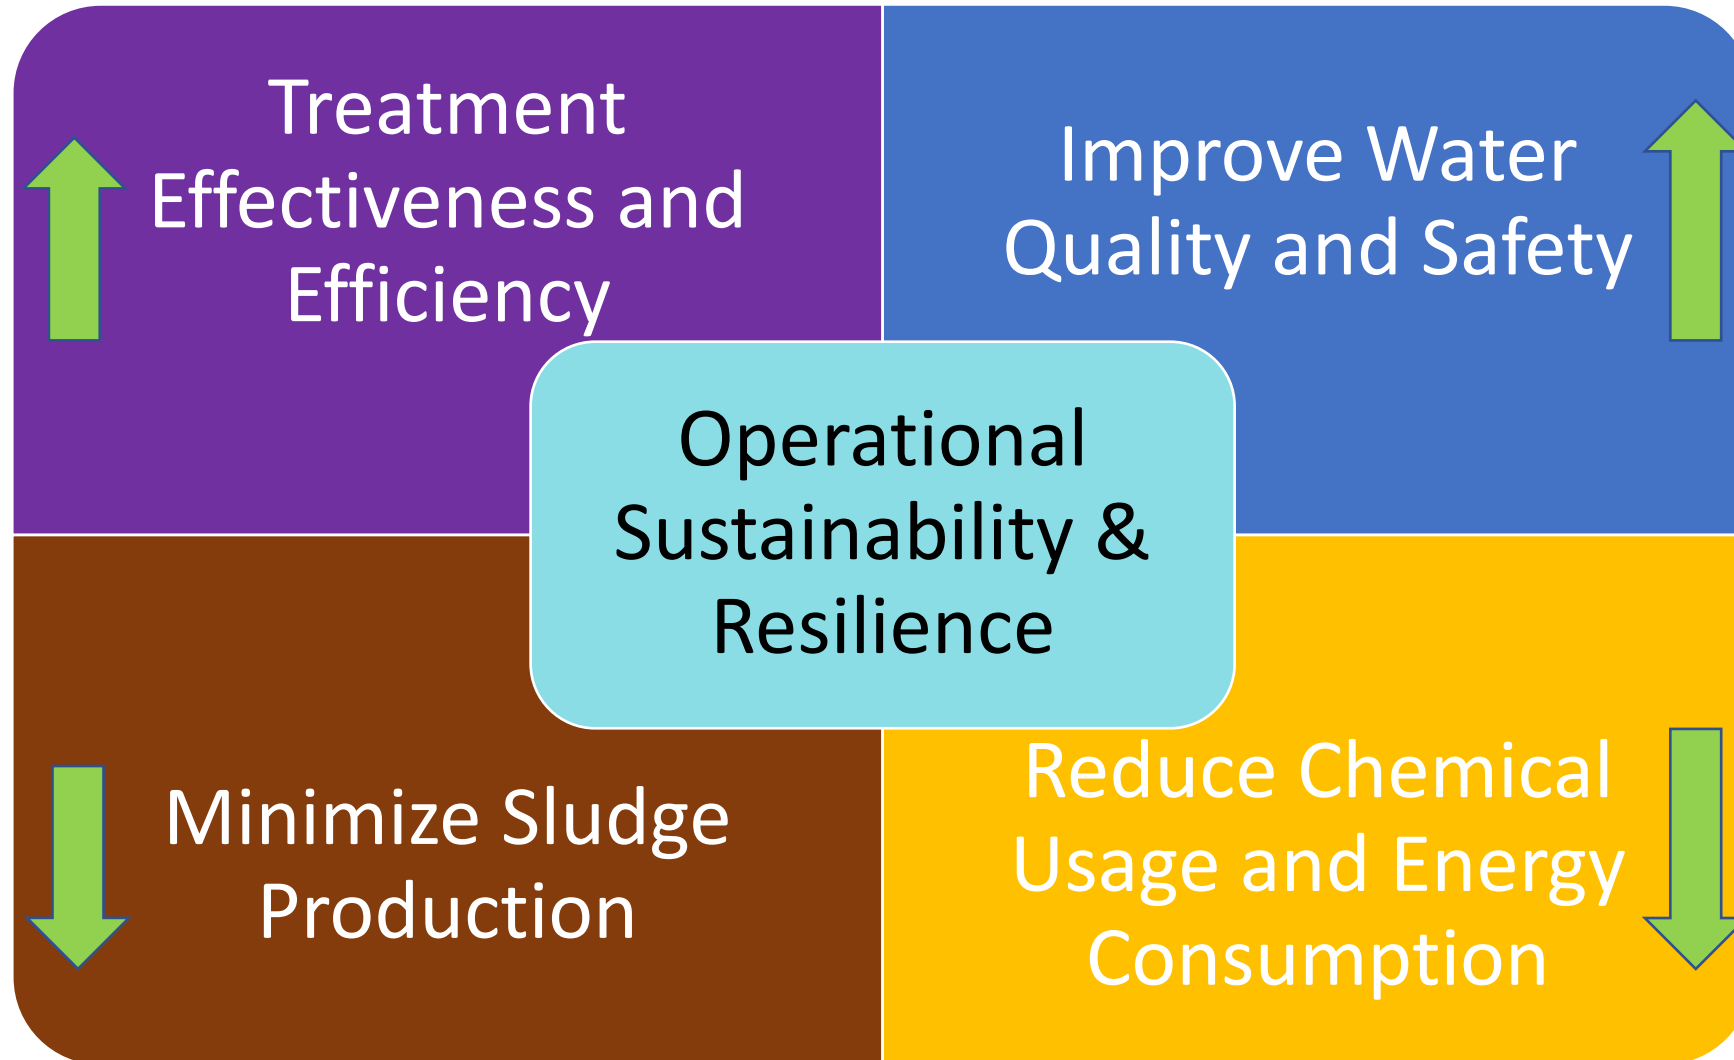 Treatment
Effectiveness and
Efficiency
Improve Water
Quality and Safety
Operational
Sustainability &
Resilience
Minimize Sludge
Production
Reduce Chemical
Usage and Energy
Consumption